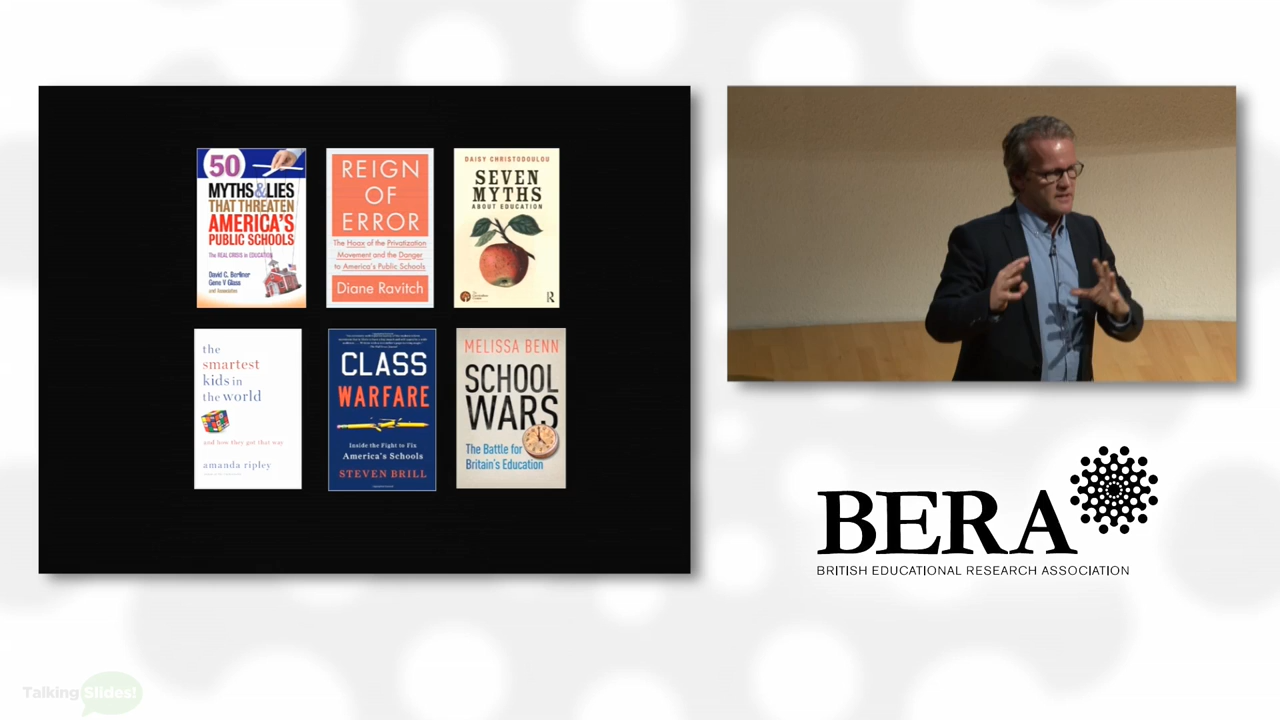 50
MYTHS & LIES
THAT THREATEN
AMERICA'S
PUBLIC SCHOOLS
The REAL CRISIS in EDUCATION
David C. Berliner
Gene V Glass
and Associates
REIGN
OF
ERROR
The Hoax of the Privatization
Movement and the Danger
to America's Public Schools
Diane Ravitch
DAISY CHRISTODOULOU
SEVEN
MYTHS
ABOUT EDUCATION
R
the
smartest
kids in
the world
and how they got that way
amanda ripley
CLASS
WARFARE
Inside the Fight to Fix
America's Schools
STEVEN BRILL
MELISSA BENN
SCHOOL
WARS
The Battle for
Britain's Education
BERA
BRITISH EDUCATIONAL RESEARCH ASSOCIATION
Talking Slides!